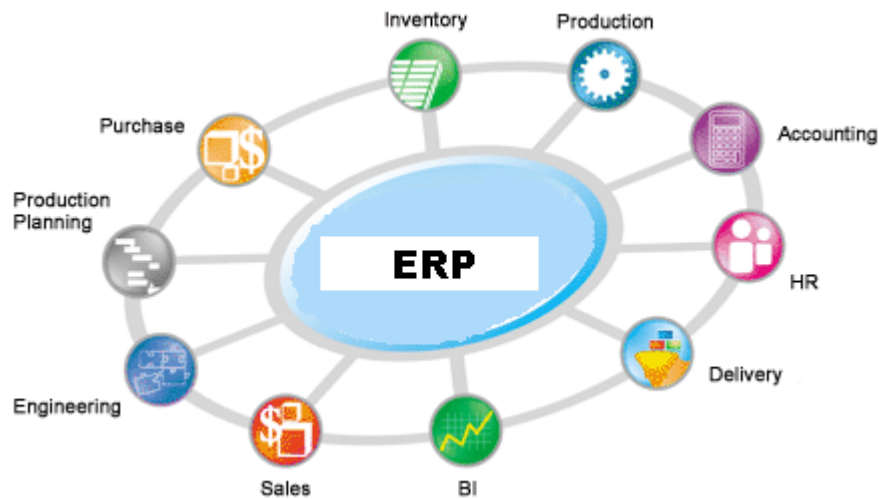 Inventory
Production
Purchase
Accounting
Production
Planning
ERP
HR
Delivery
Engineering
Sales
BI